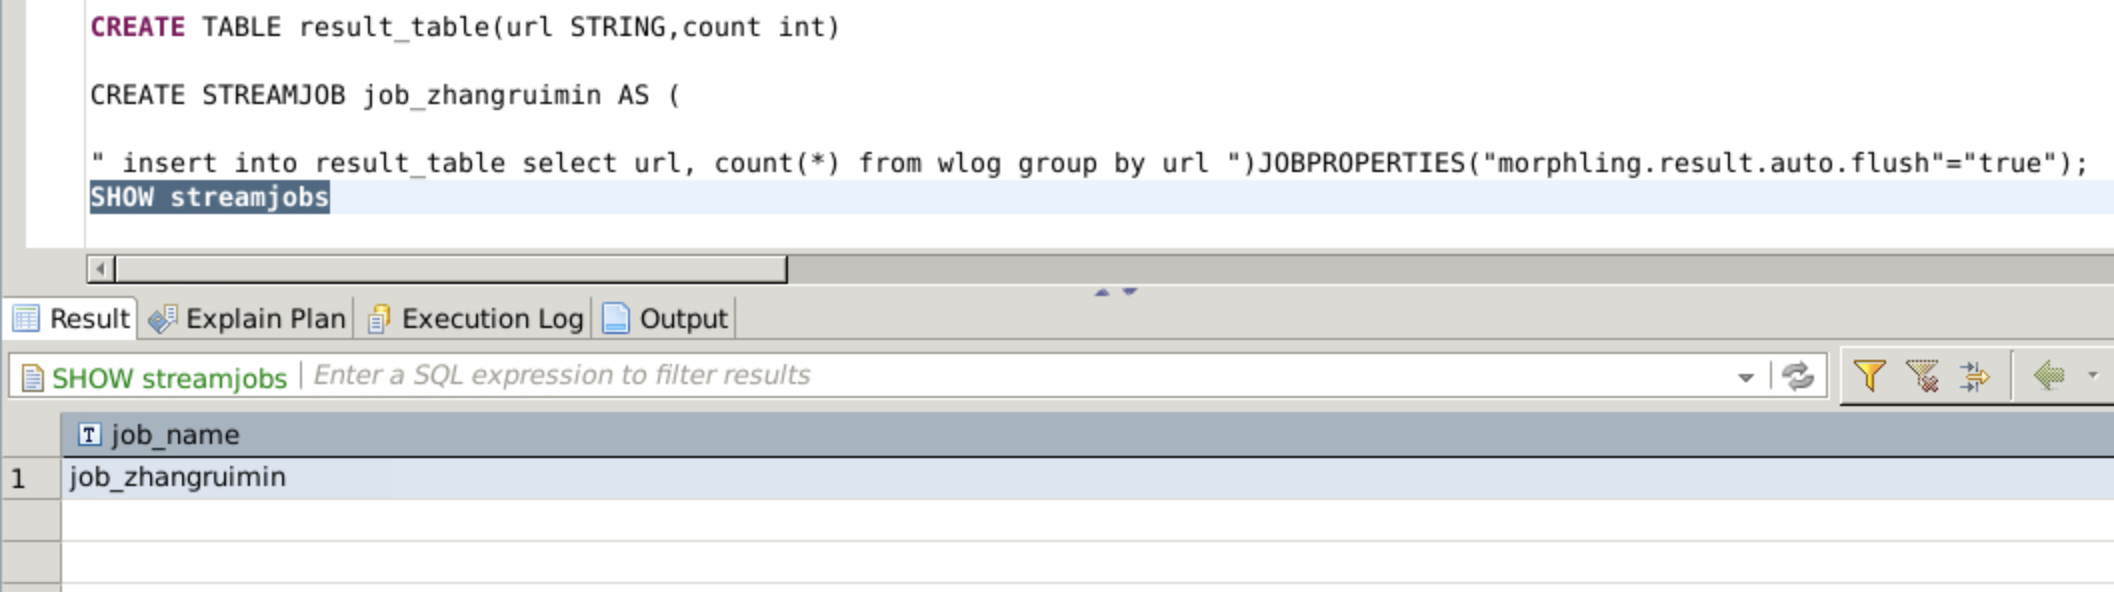 CREATE TABLE result_table(url STRING,count int)
CREATE STREAMJOB job_zhangruimin AS (
" insert into result_table select url, count(*) from wlog group by url ")JOBPROPERTIES("morphling.result.auto.flush"="true");
SHOW streamjobs
Result Explain Plan Execution Log Output
SHOW streamjobs Enter a SQL expression to filter results
T job_name
1 job_zhangruimin